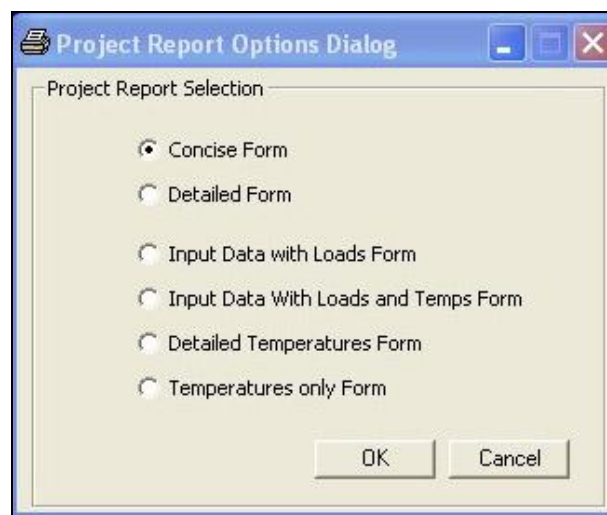 Project Report Options Dialog
Project Report Selection
Concise Form
Detailed Form
Input Data with Loads Form
Input Data With Loads and Temps Form
Detailed Temperatures Form
Temperatures only Form
OK Cancel